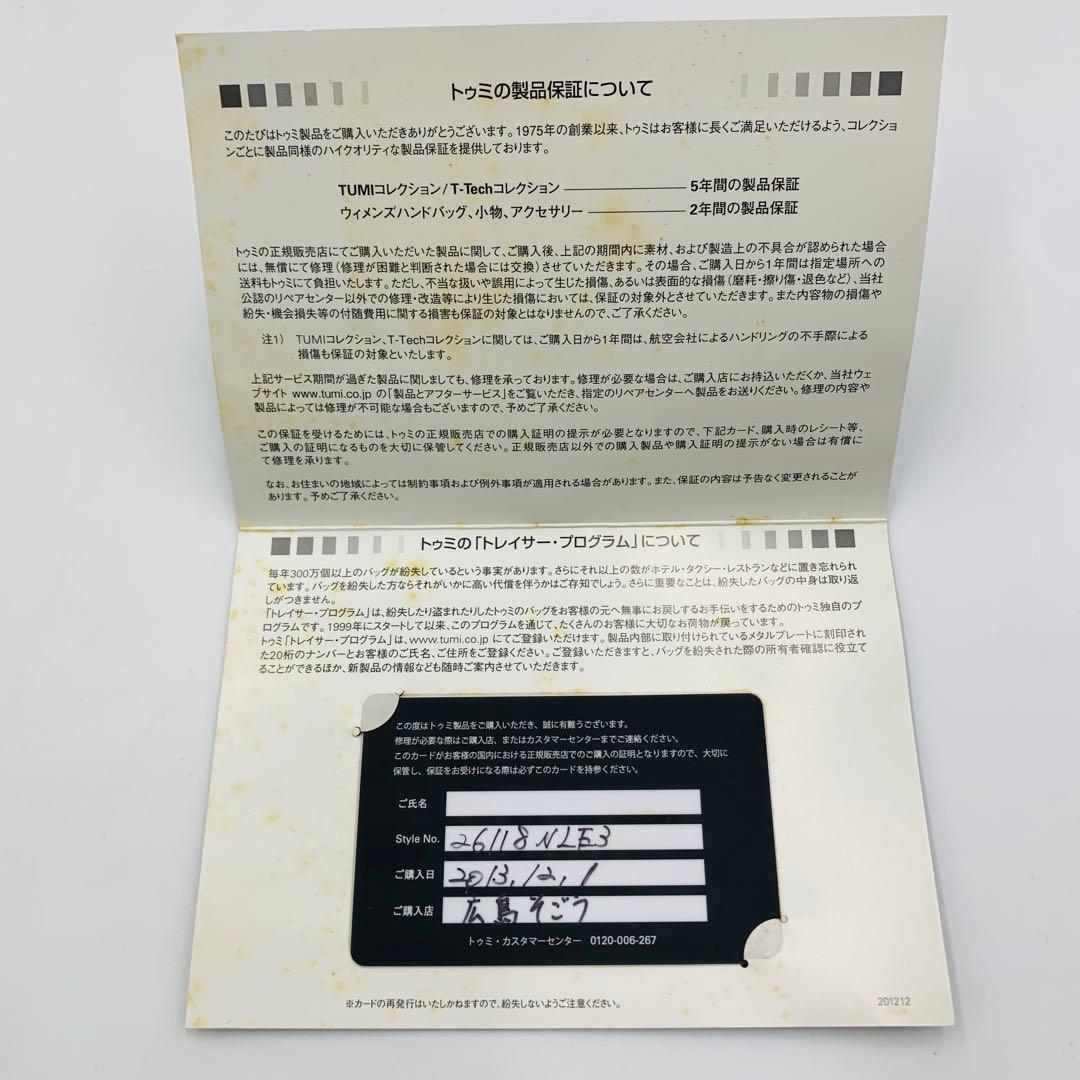 トゥミの製品保証について
このたびはトゥミ製品をご購入いただきありがとうございます。1975年の創業以来、トゥミはお客様に長くご満足いただけるよう、コレクショ
ンごとに製品同様のハイクオリティな製品保証を提供しております。
TUMIコレクション/T-Techコレクション ――― 5年間の製品保証
ウィメンズハンドバッグ、小物、アクセサリー ――― 2年間の製品保証
トゥミの正規販売店にてご購入いただいた製品に関して、ご購入後、上記の期間内に素材、および製造上の不具合が認められた場合
には、無償にて修理(修理が困難と判断された場合には交換)させていただきます。その場合、ご購入日から1年間は指定場所への
送料もトゥミにて負担いたします。ただし、不当な扱いや誤用によって生じた損傷、あるいは表面的な損傷(磨耗・擦り傷・退色など)、当社
公認のリペアセンター以外での修理・改造等により生じた損傷においては、保証の対象外とさせていただきます。また内容物の損傷や
紛失・機会損失等の付随費用に関する損害も保証の対象とはなりませんので、ご了承ください。
注1) TUMIコレクション、T-Techコレクションに関しては、ご購入日から1年間は、航空会社によるハンドリングの不手際による
損傷も保証の対象といたします。
上記サービス期間が過ぎた製品に関しましても、修理を承っております。修理が必要な場合は、ご購入店にお持込いただくか、当社ウェ
ブサイト www.tumi.co.jp の「製品とアフターサービス」をご覧いただき、指定のリペアセンターへ製品をお送りください。修理の内容や
製品によっては修理が不可能な場合もございますので、予めご了承ください。
この保証を受けるためには、トゥミの正規販売店での購入証明の提示が必要となりますので、下記カード、購入時のレシート等、
ご購入の証明になるものを大切に保管してください。正規販売店以外での購入製品や購入証明の提示がない場合は有償に
て修理を承ります。
なお、お住まいの地域によっては制約事項および例外事項が適用される場合があります。また、保証の内容は予告なく変更されることが
あります。予めご了承ください。
トゥミの「トレイサー・プログラム」について
毎年300万個以上のバッグが紛失しているという事実があります。さらにそれ以上の数がホテル・タクシー・レストランなどに置き忘れられ
ています。バッグを紛失した方ならそれがいかに高い代償を伴うかはご存知でしょう。さらに重要なことは、紛失したバッグの中身は取り返
しがつきません。
「トレイサー・プログラム」は、紛失したり盗まれたりしたトゥミのバッグをお客様の元へ無事にお戻しするお手伝いをするためのトゥミ独自のプ
ログラムです。1999年にスタートして以来、このプログラムを通じて、たくさんのお客様に大切なお荷物が戻っています。
トゥミ「トレイサー・プログラム」は、www.tumi.co.jp にてご登録いただけます。製品内部に取り付けられているメタルプレートに刻印され
た20桁のナンバーとお客様のご氏名、ご住所をご登録ください。ご登録いただきますと、バッグを紛失された際の所有者確認に役立て
ることができるほか、新製品の情報なども随時ご案内させていただきます。
この度はトゥミ製品をご購入いただき、誠に有難うございます。
修理が必要な際はご購入店、またはカスタマーセンターまでご連絡ください。
このカードがお客様の国内における正規販売店でのご購入の証明となりますので、大切に
保管し、保証をお受けになる際は必ずこのカードを持参ください。
ご氏名
Style No. 26118NLE3
ご購入日 2013.12.1
ご購入店 広島そごう
トゥミ・カスタマーセンター 0120-006-267
※カードの再発行はいたしかねますので、紛失しないようご注意ください。
201212